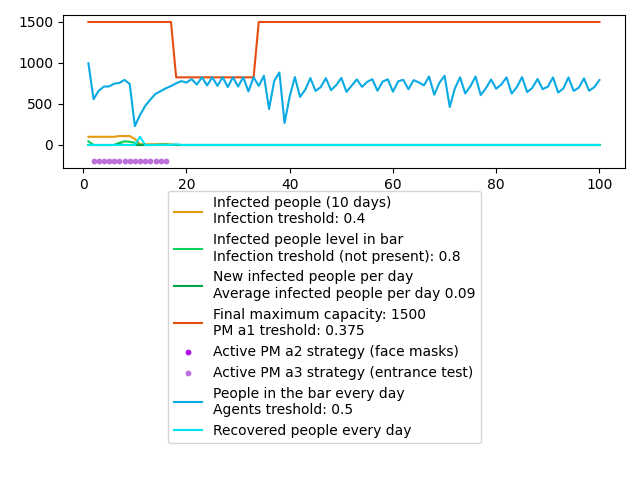 1500
1000
500
0
0 20 40 60 80 100
Infected people (10 days)
Infection treshold: 0.4
Infected people level in bar
Infection treshold (not present): 0.8
New infected people per day
Average infected people per day 0.09
Final maximum capacity: 1500
PM a1 treshold: 0.375
Active PM a2 strategy (face masks)
Active PM a3 strategy (entrance test)
People in the bar every day
Agents treshold: 0.5
Recovered people every day